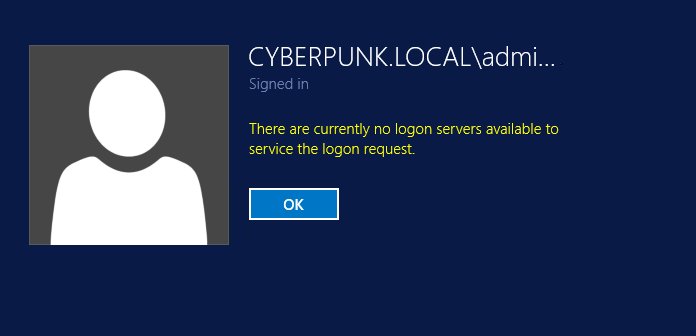 CYBERPUNK.LOCAL\admi...
Signed in
There are currently no logon servers available to
service the logon request.
OK